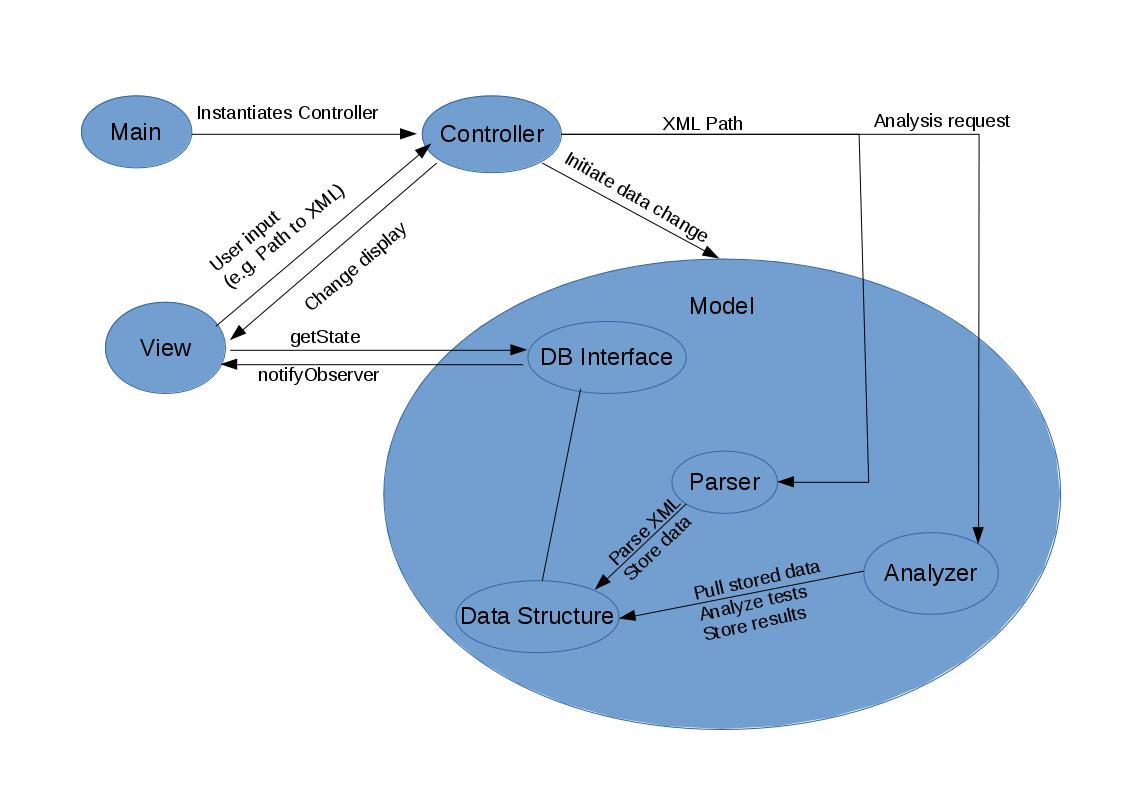 Instantiates Controller
Main
Controller
XML Path
Analysis request
Initiate data change
User input
(e.g. Path to XML)
Change display
Model
View
getState
notifyObserver
DB Interface
Parser
Parse XML
Store data
Analyzer
Pull stored data
Analyze tests
Store results
Data Structure